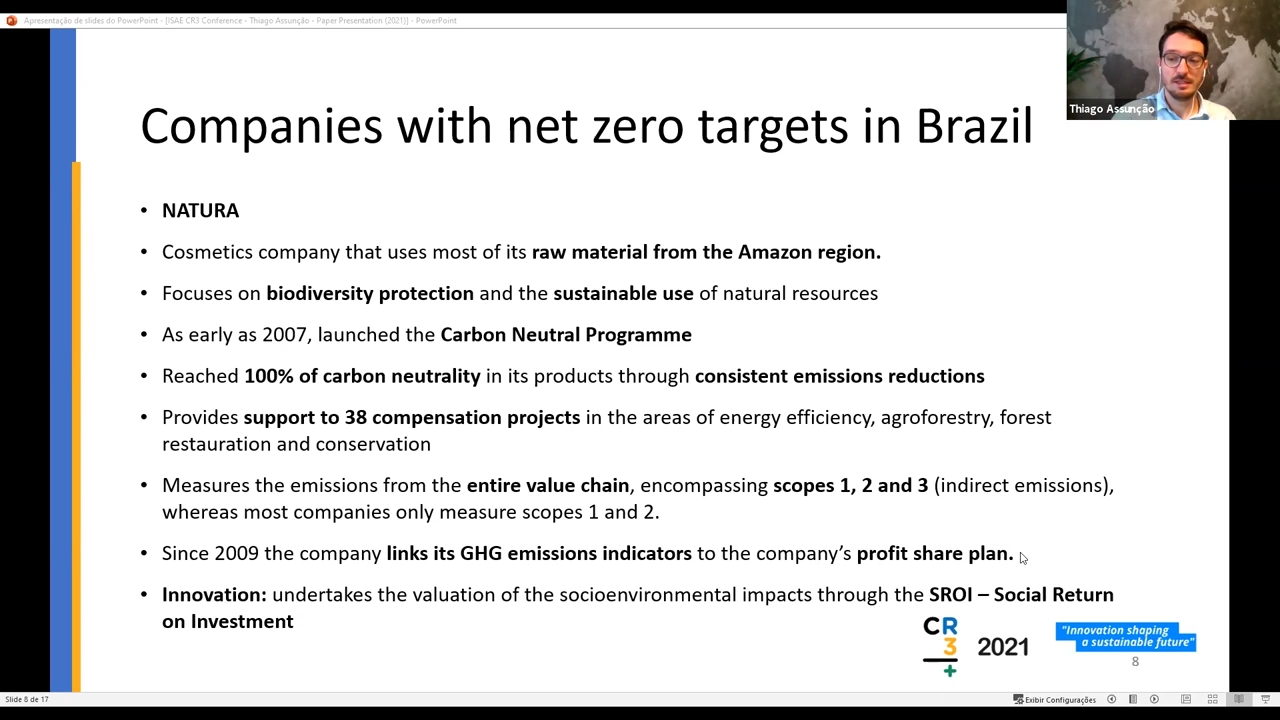 Apresentação de slides do PowerPoint - [ISAE CR3 Conference - Thiago Assunção - Paper Presentation (2021)] - PowerPoint
Thiago Assunção
Companies with net zero targets in Brazil
• NATURA
• Cosmetics company that uses most of its raw material from the Amazon region.
• Focuses on biodiversity protection and the sustainable use of natural resources
• As early as 2007, launched the Carbon Neutral Programme
• Reached 100% of carbon neutrality in its products through consistent emissions reductions
• Provides support to 38 compensation projects in the areas of energy efficiency, agroforestry, forest
restauration and conservation
• Measures the emissions from the entire value chain, encompassing scopes 1, 2 and 3 (indirect emissions),
whereas most companies only measure scopes 1 and 2.
• Since 2009 the company links its GHG emissions indicators to the company’s profit share plan.
• Innovation: undertakes the valuation of the socioenvironmental impacts through the SROI – Social Return
on Investment
CR
3
+
2021
"Innovation shaping
a sustainable future"
8
Slide 8 de 17
Exibir Configurações